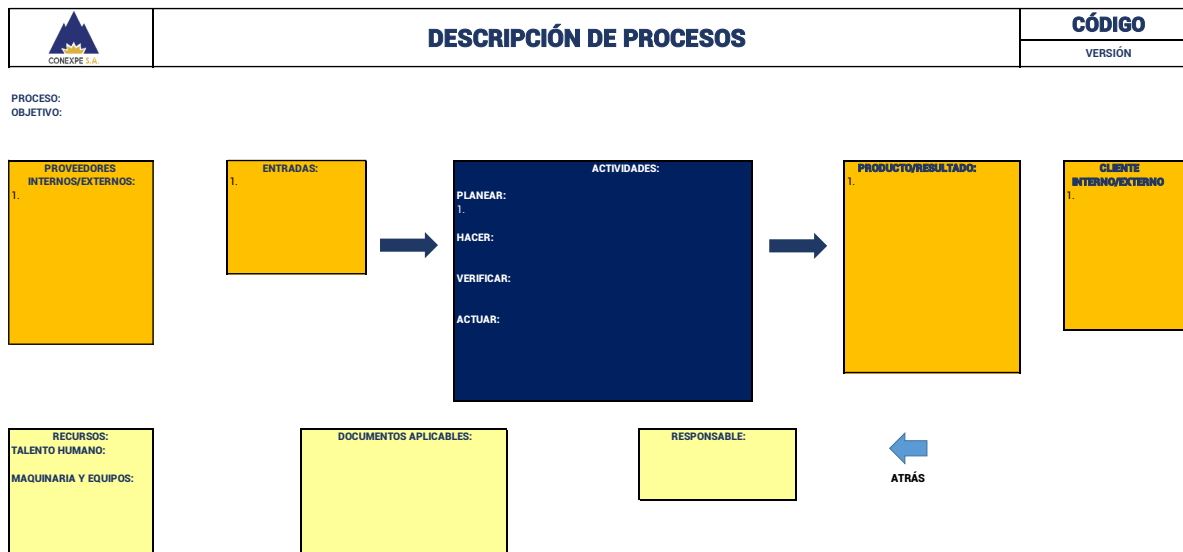 CONEXPE S.A.
DESCRIPCIÓN DE PROCESOS
CÓDIGO
VERSIÓN
PROCESO:
OBJETIVO:
PROVEEDORES
INTERNOS/EXTERNOS:
1.
ENTRADAS:
1.
ACTIVIDADES:
PLANEAR:
1.
HACER:
VERIFICAR:
ACTUAR:
PRODUCTO/RESULTADO:
1.
CLIENTE
INTERNO/EXTERNO
1.
RECURSOS:
TALENTO HUMANO:
MAQUINARIA Y EQUIPOS:
DOCUMENTOS APLICABLES:
RESPONSABLE:
ATRÁS